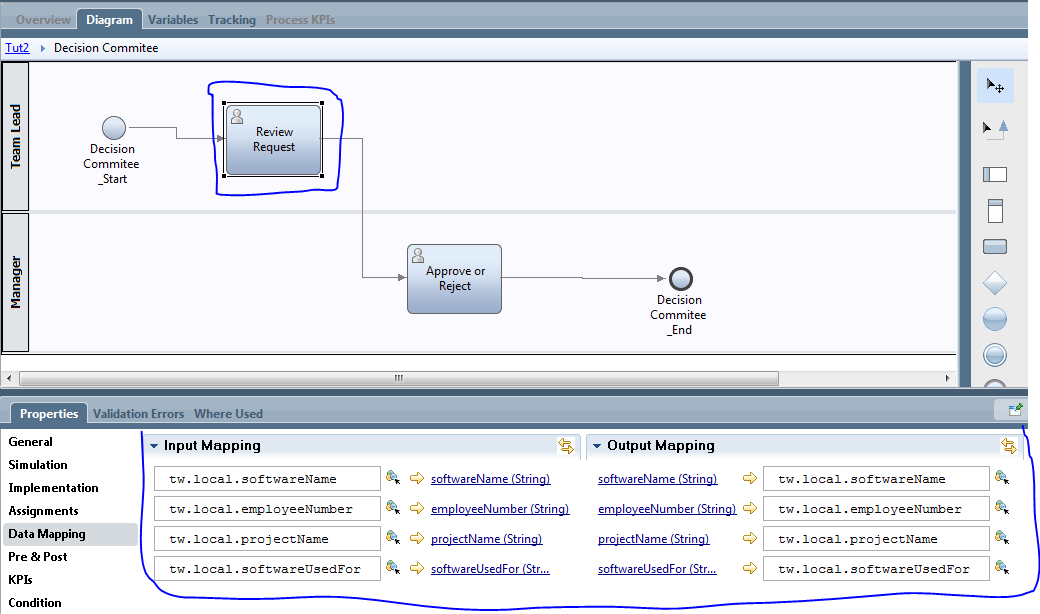 Overview Diagram Variables Tracking Process KPIs
Tut2 Decision Commitee
Team Lead
Decision
Commitee
_Start
Review
Request
Manager
Approve or
Reject
Decision
Commitee
_End
Properties Validation Errors Where Used
General
Simulation
Implementation
Assignments
Data Mapping
Pre & Post
KPIs
Condition
Input Mapping
tw.local.softwareName softwareName (String)
tw.local.employeeNumber employeeNumber (String)
tw.local.projectName projectName (String)
tw.local.softwareUsedFor softwareUsedFor (Str...
Output Mapping
softwareName (String) tw.local.softwareName
employeeNumber (String) tw.local.employeeNumber
projectName (String) tw.local.projectName
softwareUsedFor (Str... tw.local.softwareUsedFor